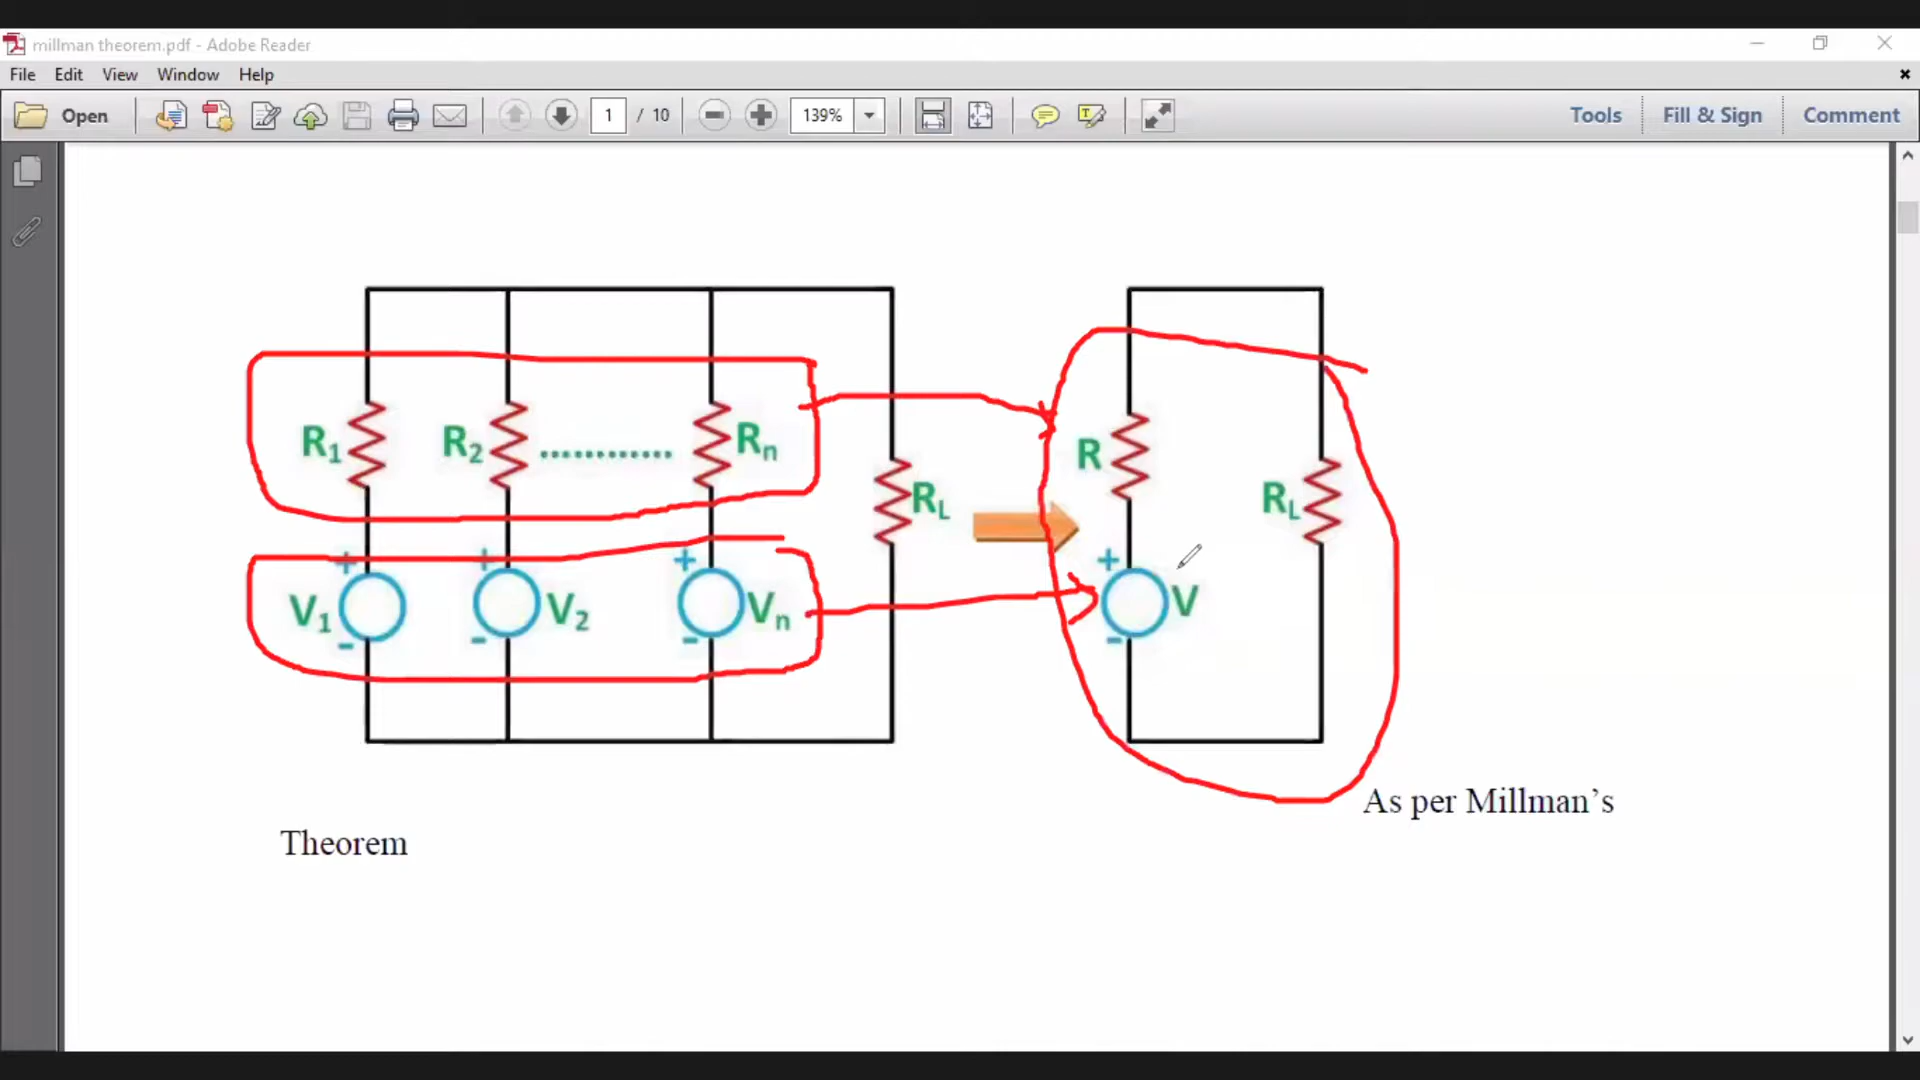 millman theorem.pdf - Adobe Reader
File Edit View Window Help
Open 1 / 10 139% Tools Fill & Sign Comment
R1 R2 ............ Rn RL R RL
+ + + +
V1 V2 Vn V
- - - -
As per Millman’s
Theorem